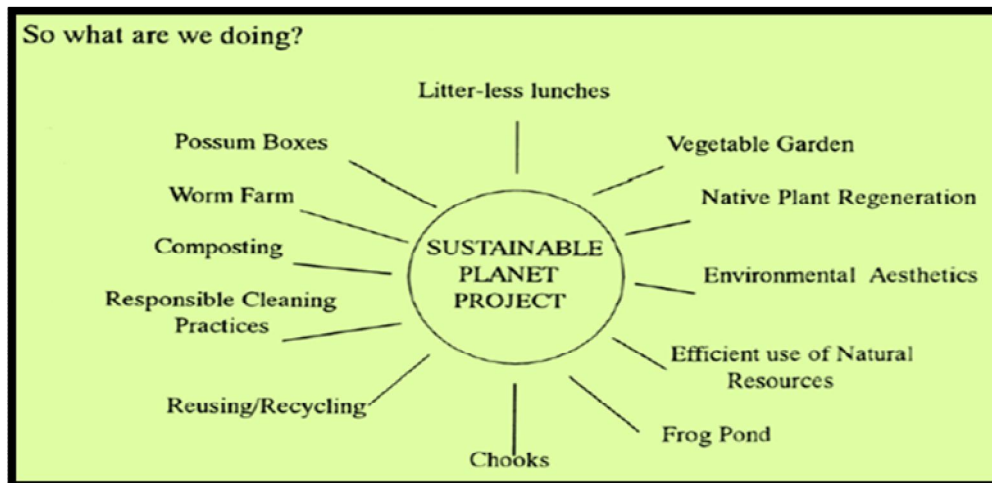 So what are we doing?
Litter-less lunches
Possum Boxes
Vegetable Garden
Worm Farm
Native Plant Regeneration
Composting
SUSTAINABLE
PLANET
PROJECT
Environmental Aesthetics
Responsible Cleaning
Practices
Efficient use of Natural
Resources
Reusing/Recycling
Frog Pond
Chooks